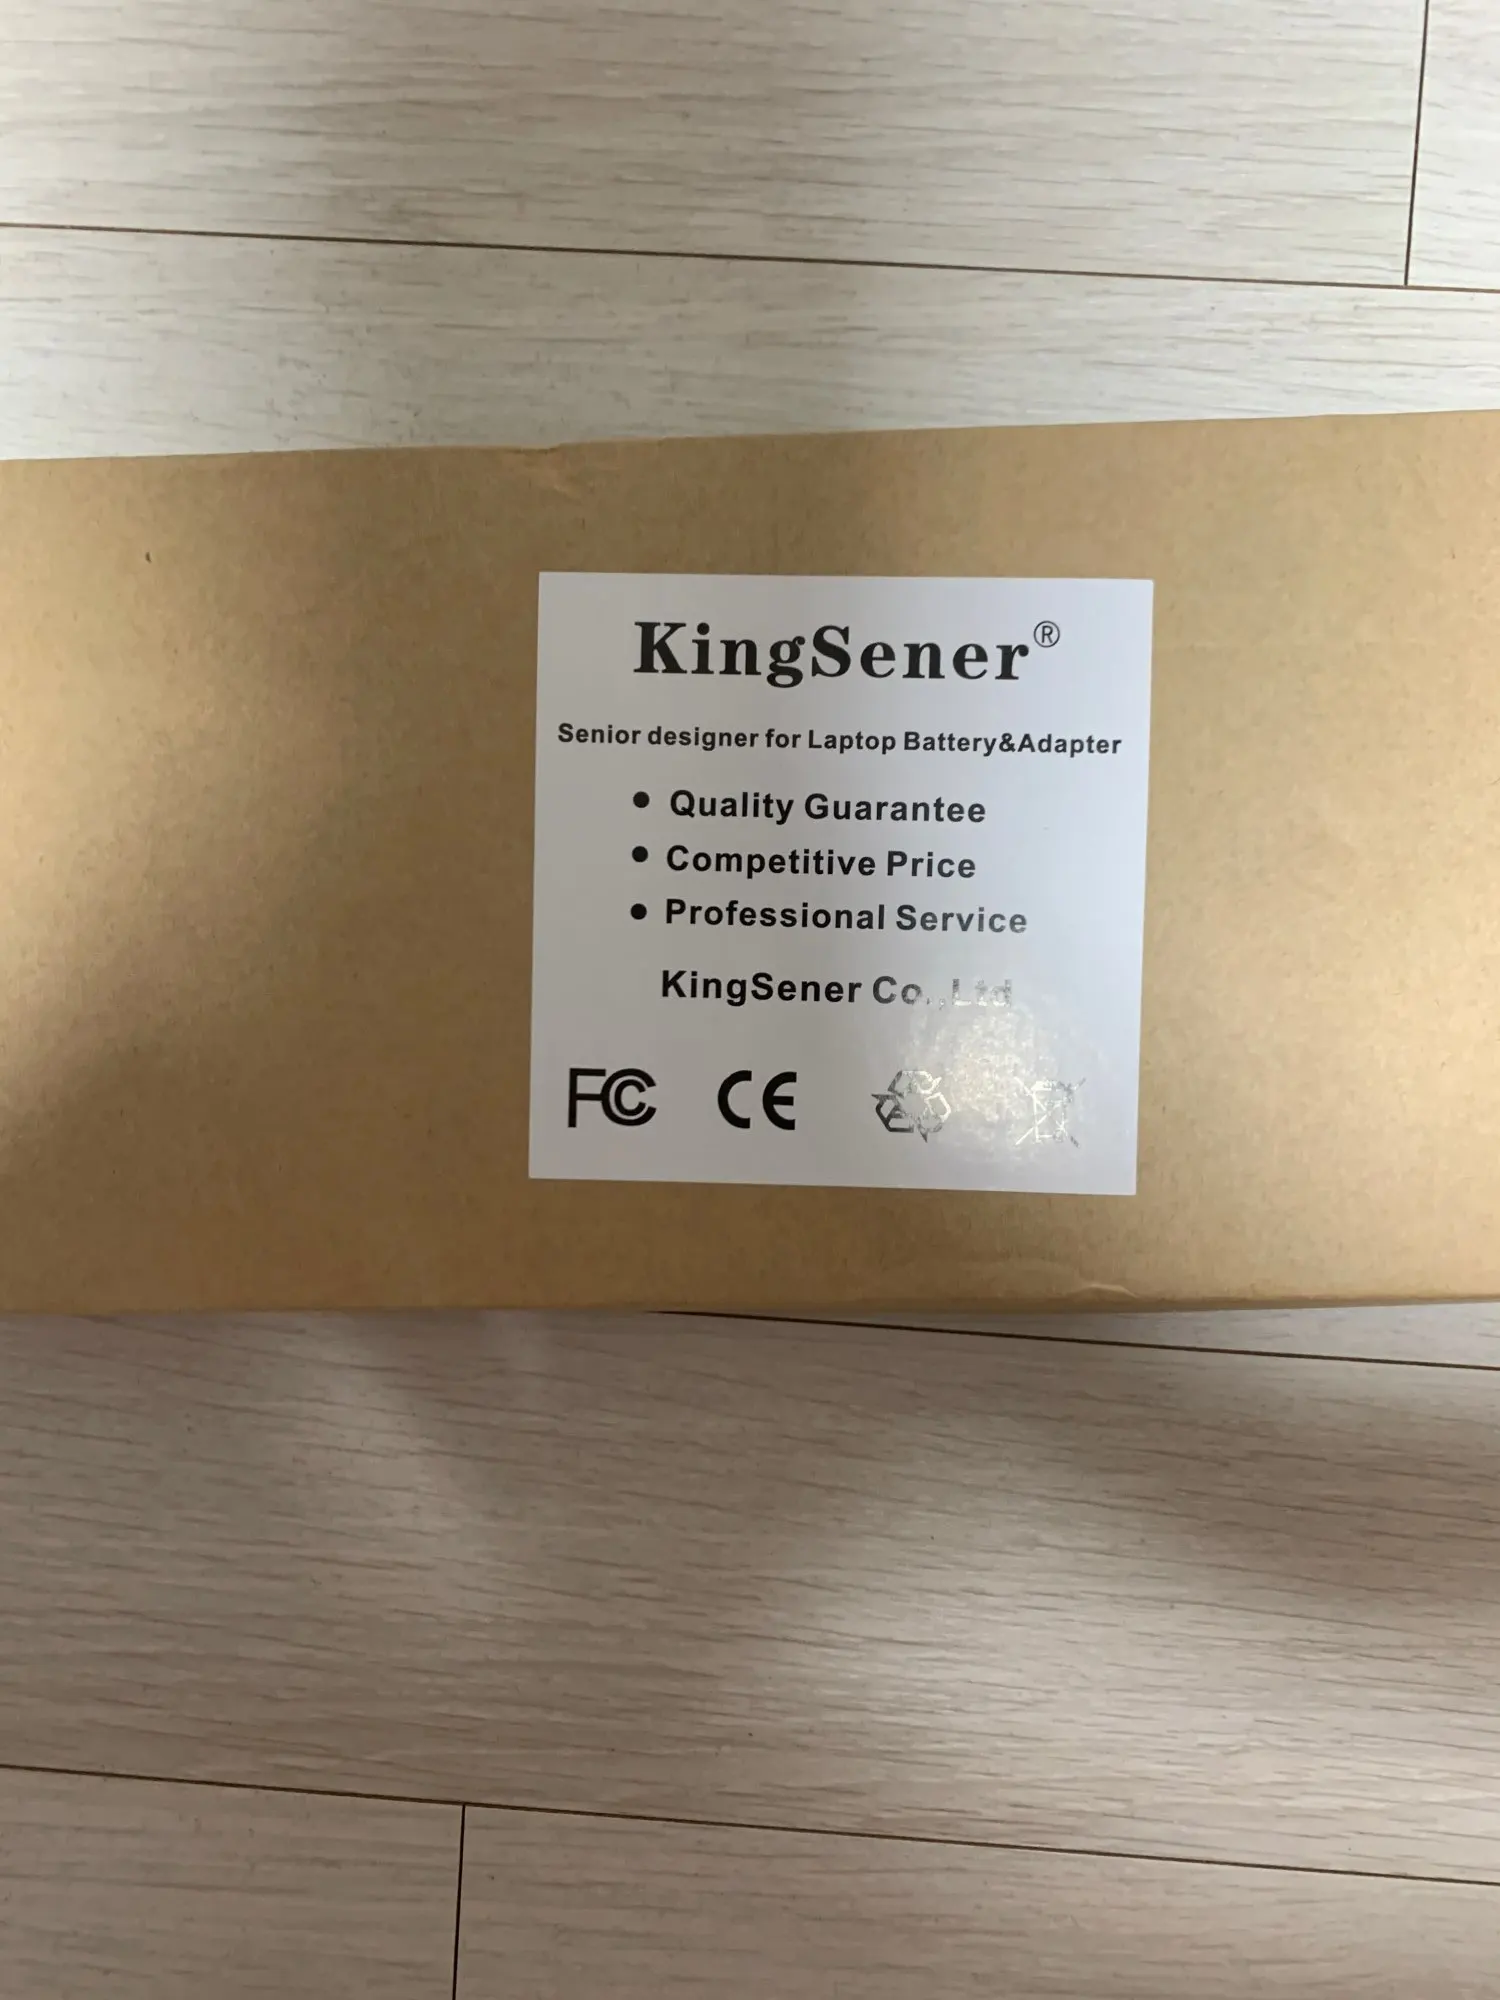 KingSener®
Senior designer for Laptop Battery&Adapter
• Quality Guarantee
• Competitive Price
• Professional Service
KingSener Co.,Ltd
FC CE